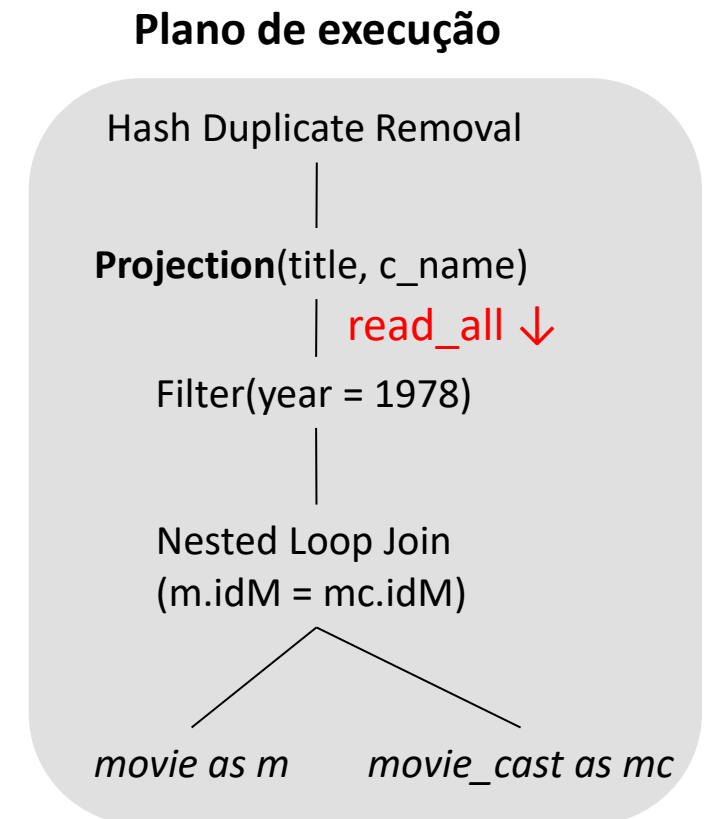 Plano de execução
Hash Duplicate Removal
Projection(title, c_name)
read_all ↓
Filter(year = 1978)
Nested Loop Join
(m.idM = mc.idM)
movie as m
movie_cast as mc